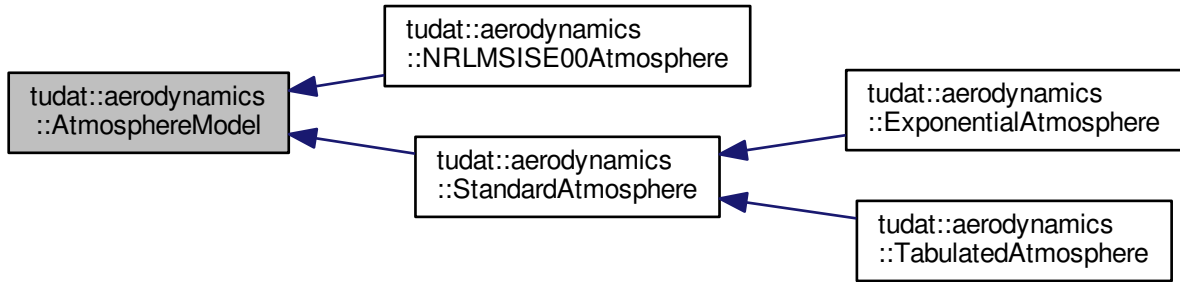 tudat::aerodynamics
::AtmosphereModel
tudat::aerodynamics
::NRLMSISE00Atmosphere
tudat::aerodynamics
::StandardAtmosphere
tudat::aerodynamics
::ExponentialAtmosphere
tudat::aerodynamics
::TabulatedAtmosphere